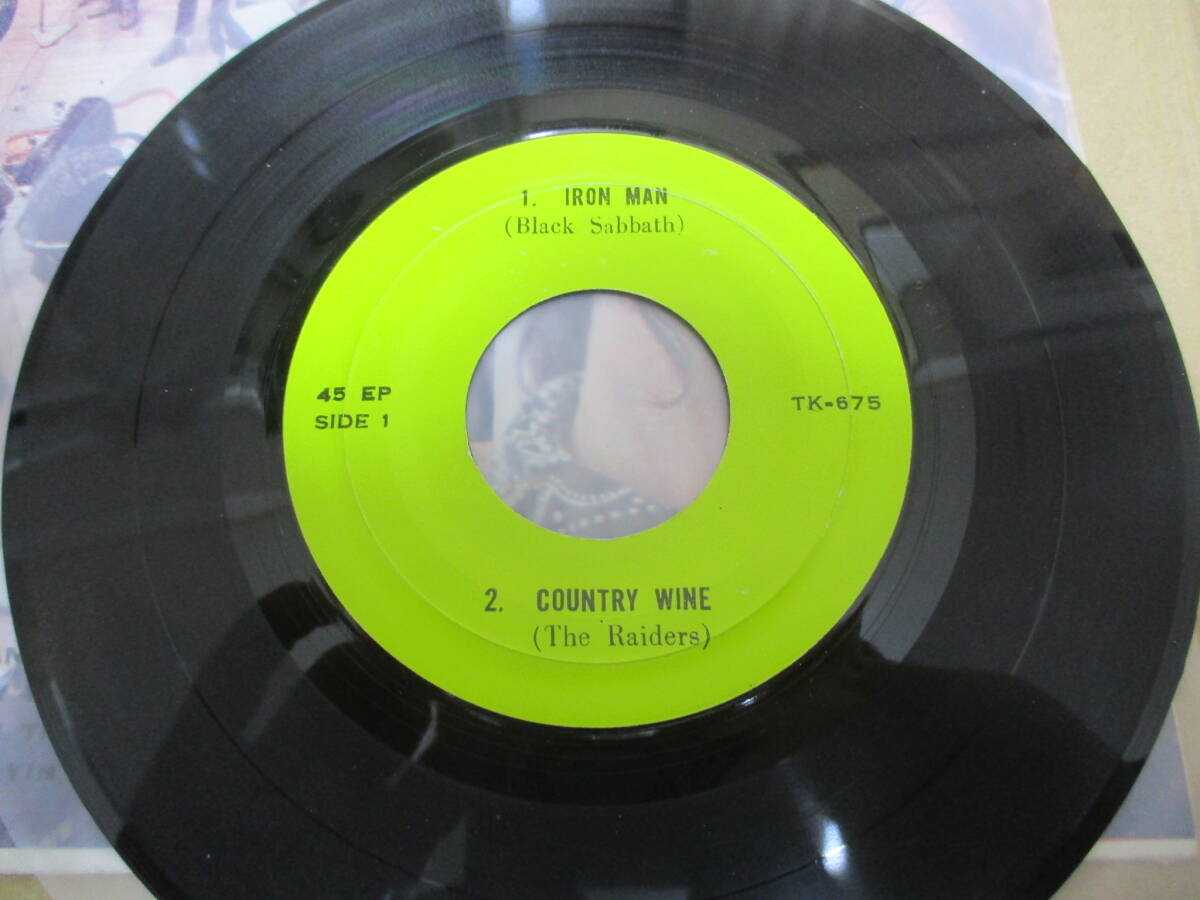 1. IRON MAN
(Black Sabbath)
45 EP
SIDE 1
TK-675
2. COUNTRY WINE
(The Raiders)